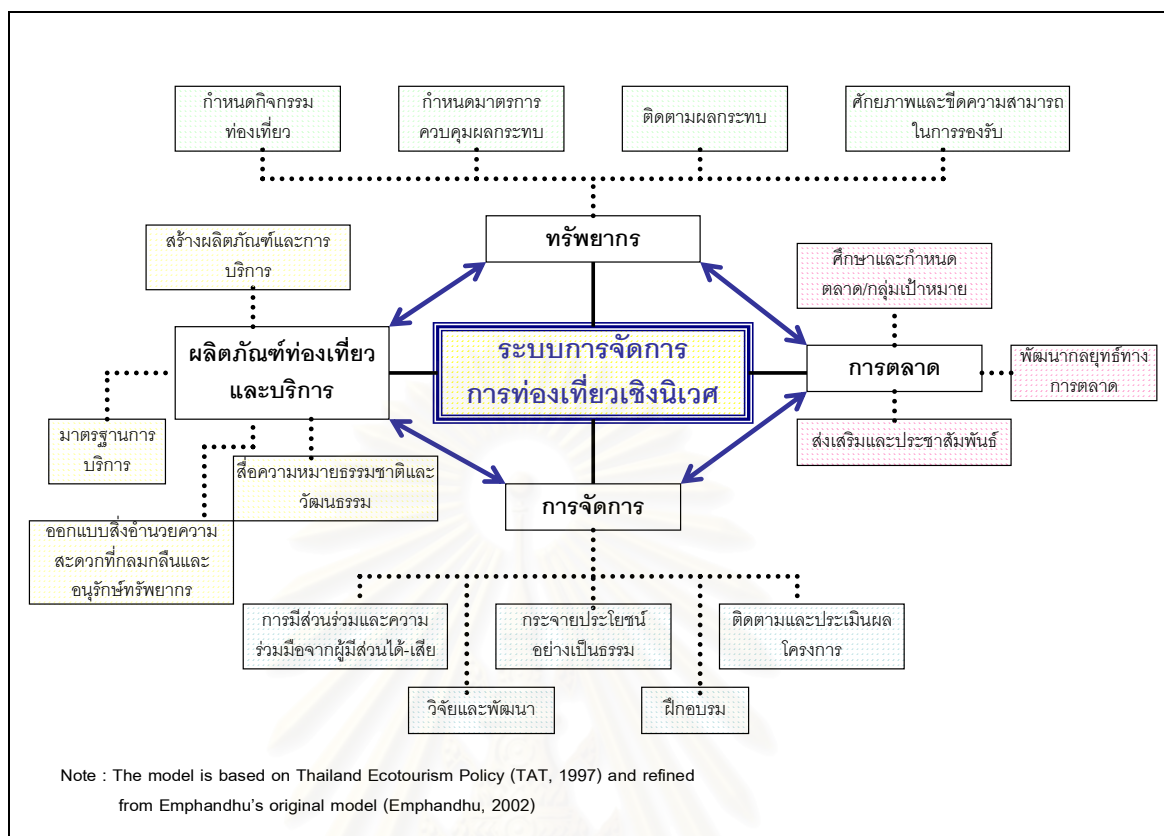 กำหนดกิจกรรม
ท่องเที่ยว
กำหนดมาตรการ
ควบคุมผลกระทบ
ติดตามผลกระทบ
ศักยภาพและขีดความสามารถ
ในการรองรับ
ทรัพยากร
สร้างผลิตภัณฑ์และการ
บริการ
ศึกษาและกำหนด
ตลาด/กลุ่มเป้าหมาย
ผลิตภัณฑ์ท่องเที่ยว
และบริการ
ระบบการจัดการ
การท่องเที่ยวเชิงนิเวศ
การตลาด
พัฒนากลยุทธ์ทาง
การตลาด
มาตรฐานการ
บริการ
สื่อความหมายธรรมชาติและ
วัฒนธรรม
ส่งเสริมและประชาสัมพันธ์
การจัดการ
ออกแบบสิ่งอำนวยความ
สะดวกที่กลมกลืนและ
อนุรักษ์ทรัพยากร
การมีส่วนร่วมและความ
ร่วมมือจากผู้มีส่วนได้-เสีย
กระจายประโยชน์
อย่างเป็นธรรม
ติดตามและประเมินผล
โครงการ
วิจัยและพัฒนา
ฝึกอบรม
Note : The model is based on Thailand Ecotourism Policy (TAT, 1997) and refined
from Emphandhu's original model (Emphandhu, 2002)